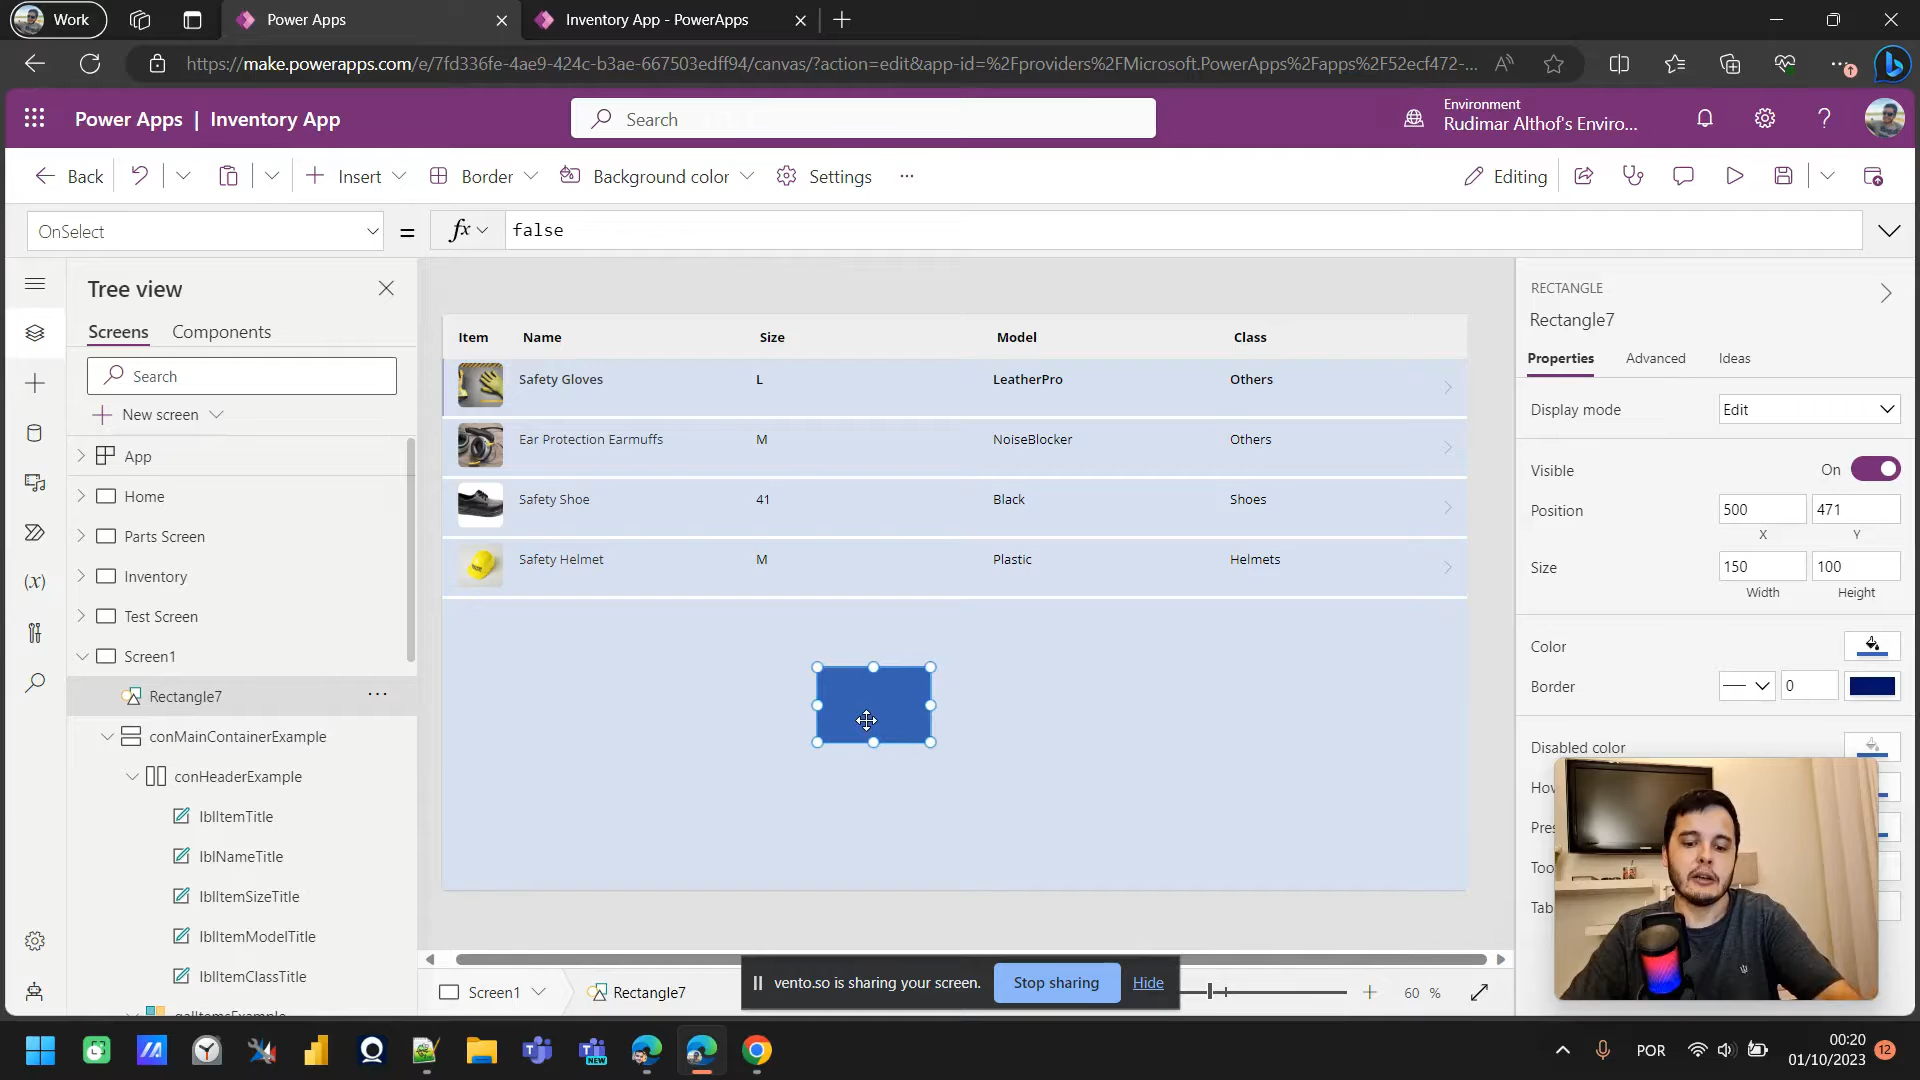 Work
Power Apps
Inventory App - PowerApps
https://make.powerapps.com/e/7fd336fe-4ae9-424c-b3ae-667503edff94/canvas/?action=edit&app-id=%2Fproviders%2FMicrosoft.PowerApps%2Fapps%2F52ecf472-...
Power Apps | Inventory App
Search
Environment
Rudimar Althof's Enviro...
Back
Insert
Border
Background color
Settings
...
Editing
OnSelect
=
fx
false
Tree view
Screens
Components
Search
New screen
App
Home
Parts Screen
Inventory
Test Screen
Screen1
Rectangle7
conMainContainerExample
conHeaderExample
lblItemTitle
lblNameTitle
lblItemSizeTitle
lblItemModelTitle
lblItemClassTitle
Item Name Size Model Class
Safety Gloves L LeatherPro Others
Ear Protection Earmuffs M NoiseBlocker Others
Safety Shoe 41 Black Shoes
Safety Helmet M Plastic Helmets
RECTANGLE
Rectangle7
Properties
Advanced
Ideas
Display mode
Edit
Visible
On
Position
500
471
X
Y
Size
150
100
Width
Height
Color
Border
0
Disabled color
Hov
Pres
Too
Tab
Screen1
Rectangle7
vento.so is sharing your screen.
Stop sharing
Hide
60 %
NEW
POR
00:20
01/10/2023
12